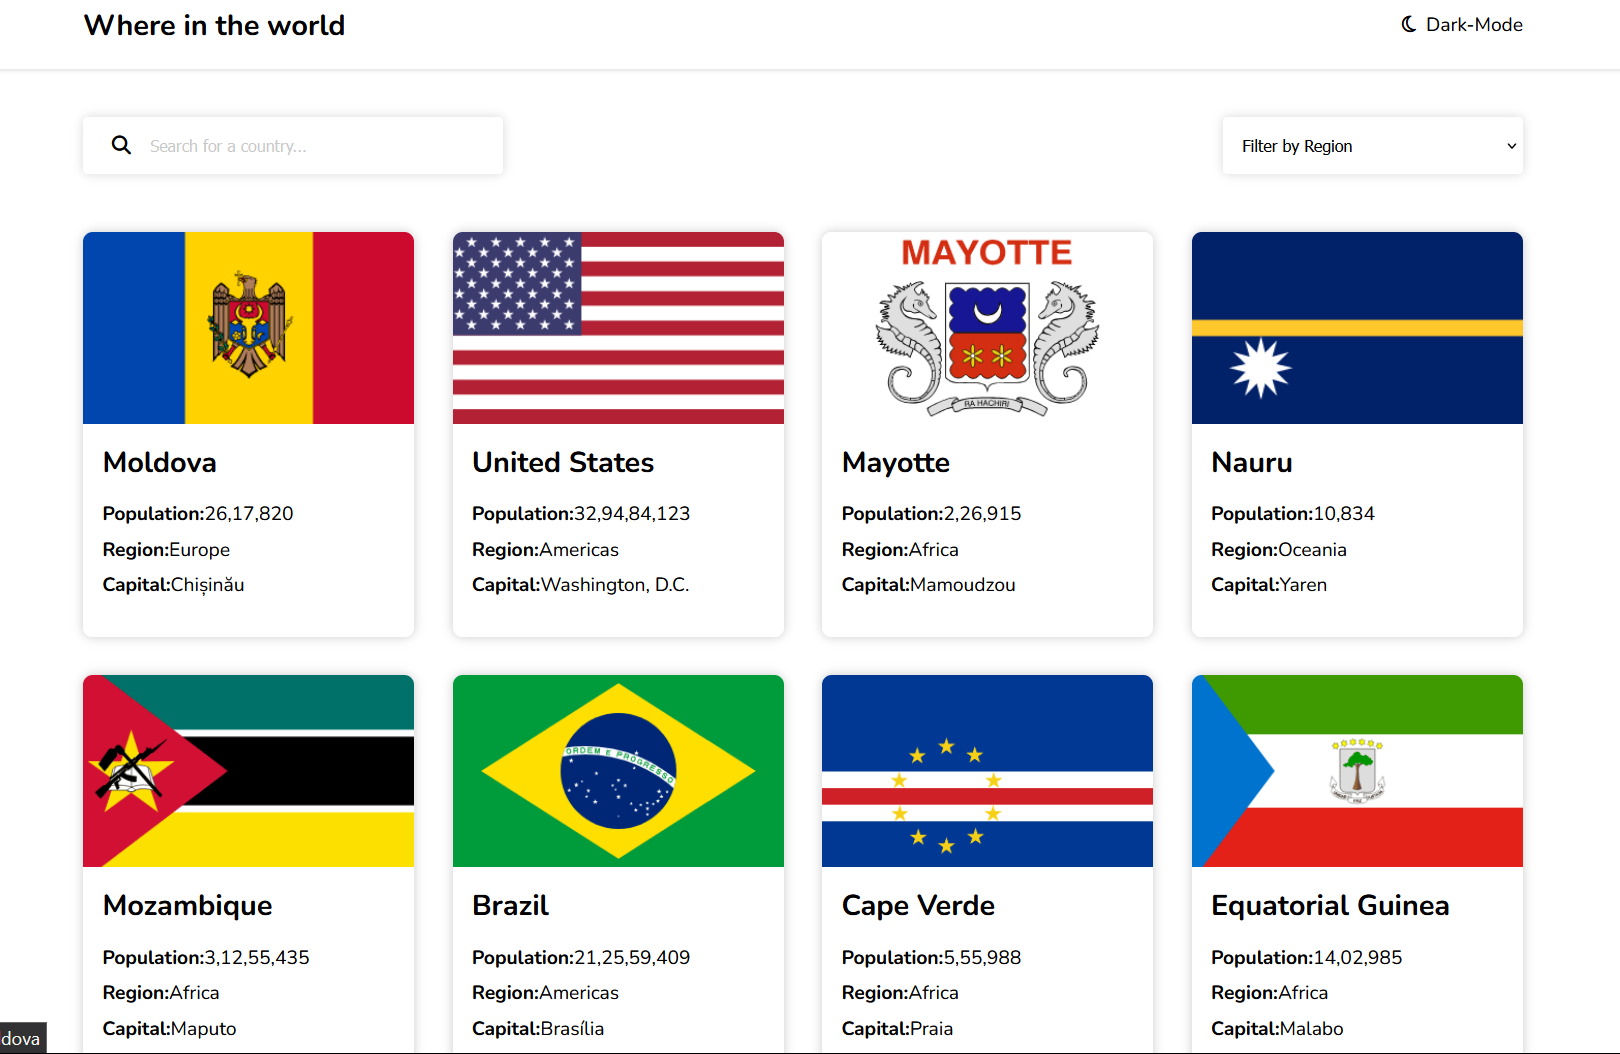 Where in the world
Dark-Mode
Search for a country...
Filter by Region
MAYOTTE
RA HACHIRI
Moldova
Population:26,17,820
Region:Europe
Capital:Chișinău
United States
Population:32,94,84,123
Region:Americas
Capital:Washington, D.C.
Mayotte
Population:2,26,915
Region:Africa
Capital:Mamoudzou
Nauru
Population:10,834
Region:Oceania
Capital:Yaren
ORDEM E PROGRESSO
Mozambique
Population:3,12,55,435
Region:Africa
Capital:Maputo
Brazil
Population:21,25,59,409
Region:Americas
Capital:Brasília
Cape Verde
Population:5,55,988
Region:Africa
Capital:Praia
Equatorial Guinea
Population:14,02,985
Region:Africa
Capital:Malabo
dova